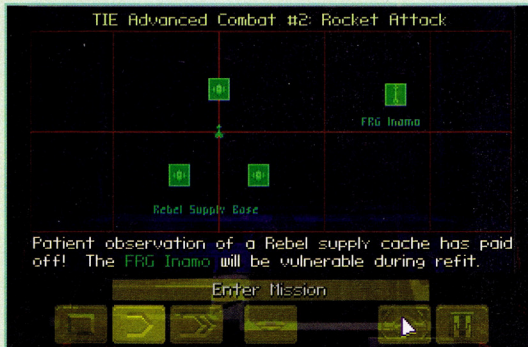 TIE Advanced Combat #2: Rocket Attack
FRG Inamo
Rebel Supply Base
Patient observation of a Rebel supply cache has paid
off! The FRG Inamo will be vulnerable during refit.
Enter Mission